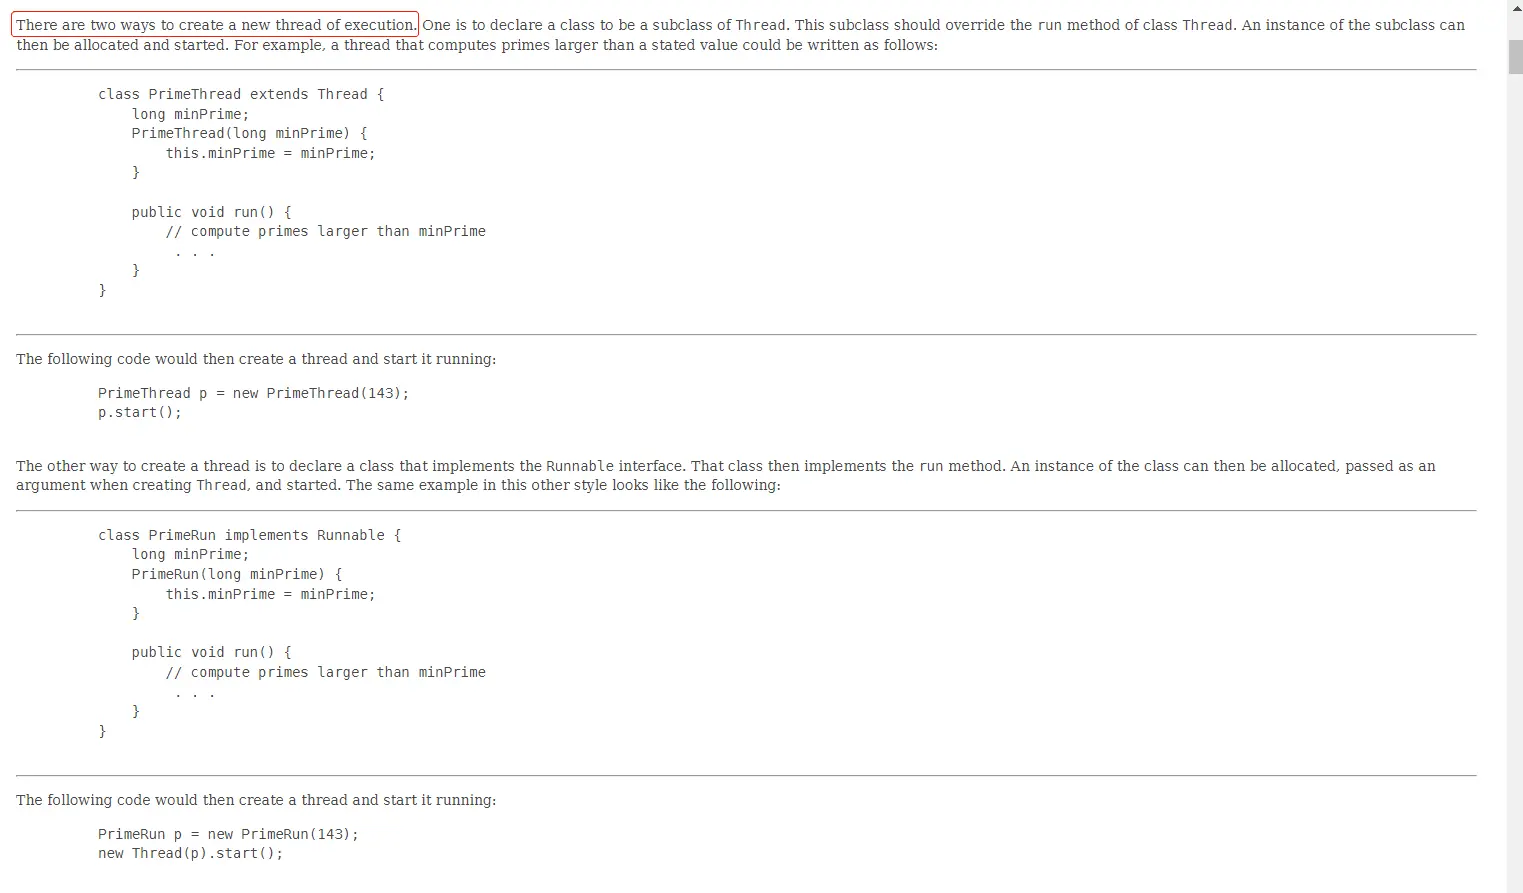 There are two ways to create a new thread of execution. One is to declare a class to be a subclass of Thread. This subclass should override the run method of class Thread. An instance of the subclass can
then be allocated and started. For example, a thread that computes primes larger than a stated value could be written as follows:
class PrimeThread extends Thread {
    long minPrime;
    PrimeThread(long minPrime) {
        this.minPrime = minPrime;
    }

    public void run() {
        // compute primes larger than minPrime
         . . .
    }
}
The following code would then create a thread and start it running:
PrimeThread p = new PrimeThread(143);
p.start();
The other way to create a thread is to declare a class that implements the Runnable interface. That class then implements the run method. An instance of the class can then be allocated, passed as an
argument when creating Thread, and started. The same example in this other style looks like the following:
class PrimeRun implements Runnable {
    long minPrime;
    PrimeRun(long minPrime) {
        this.minPrime = minPrime;
    }

    public void run() {
        // compute primes larger than minPrime
         . . .
    }
}
The following code would then create a thread and start it running:
PrimeRun p = new PrimeRun(143);
new Thread(p).start();